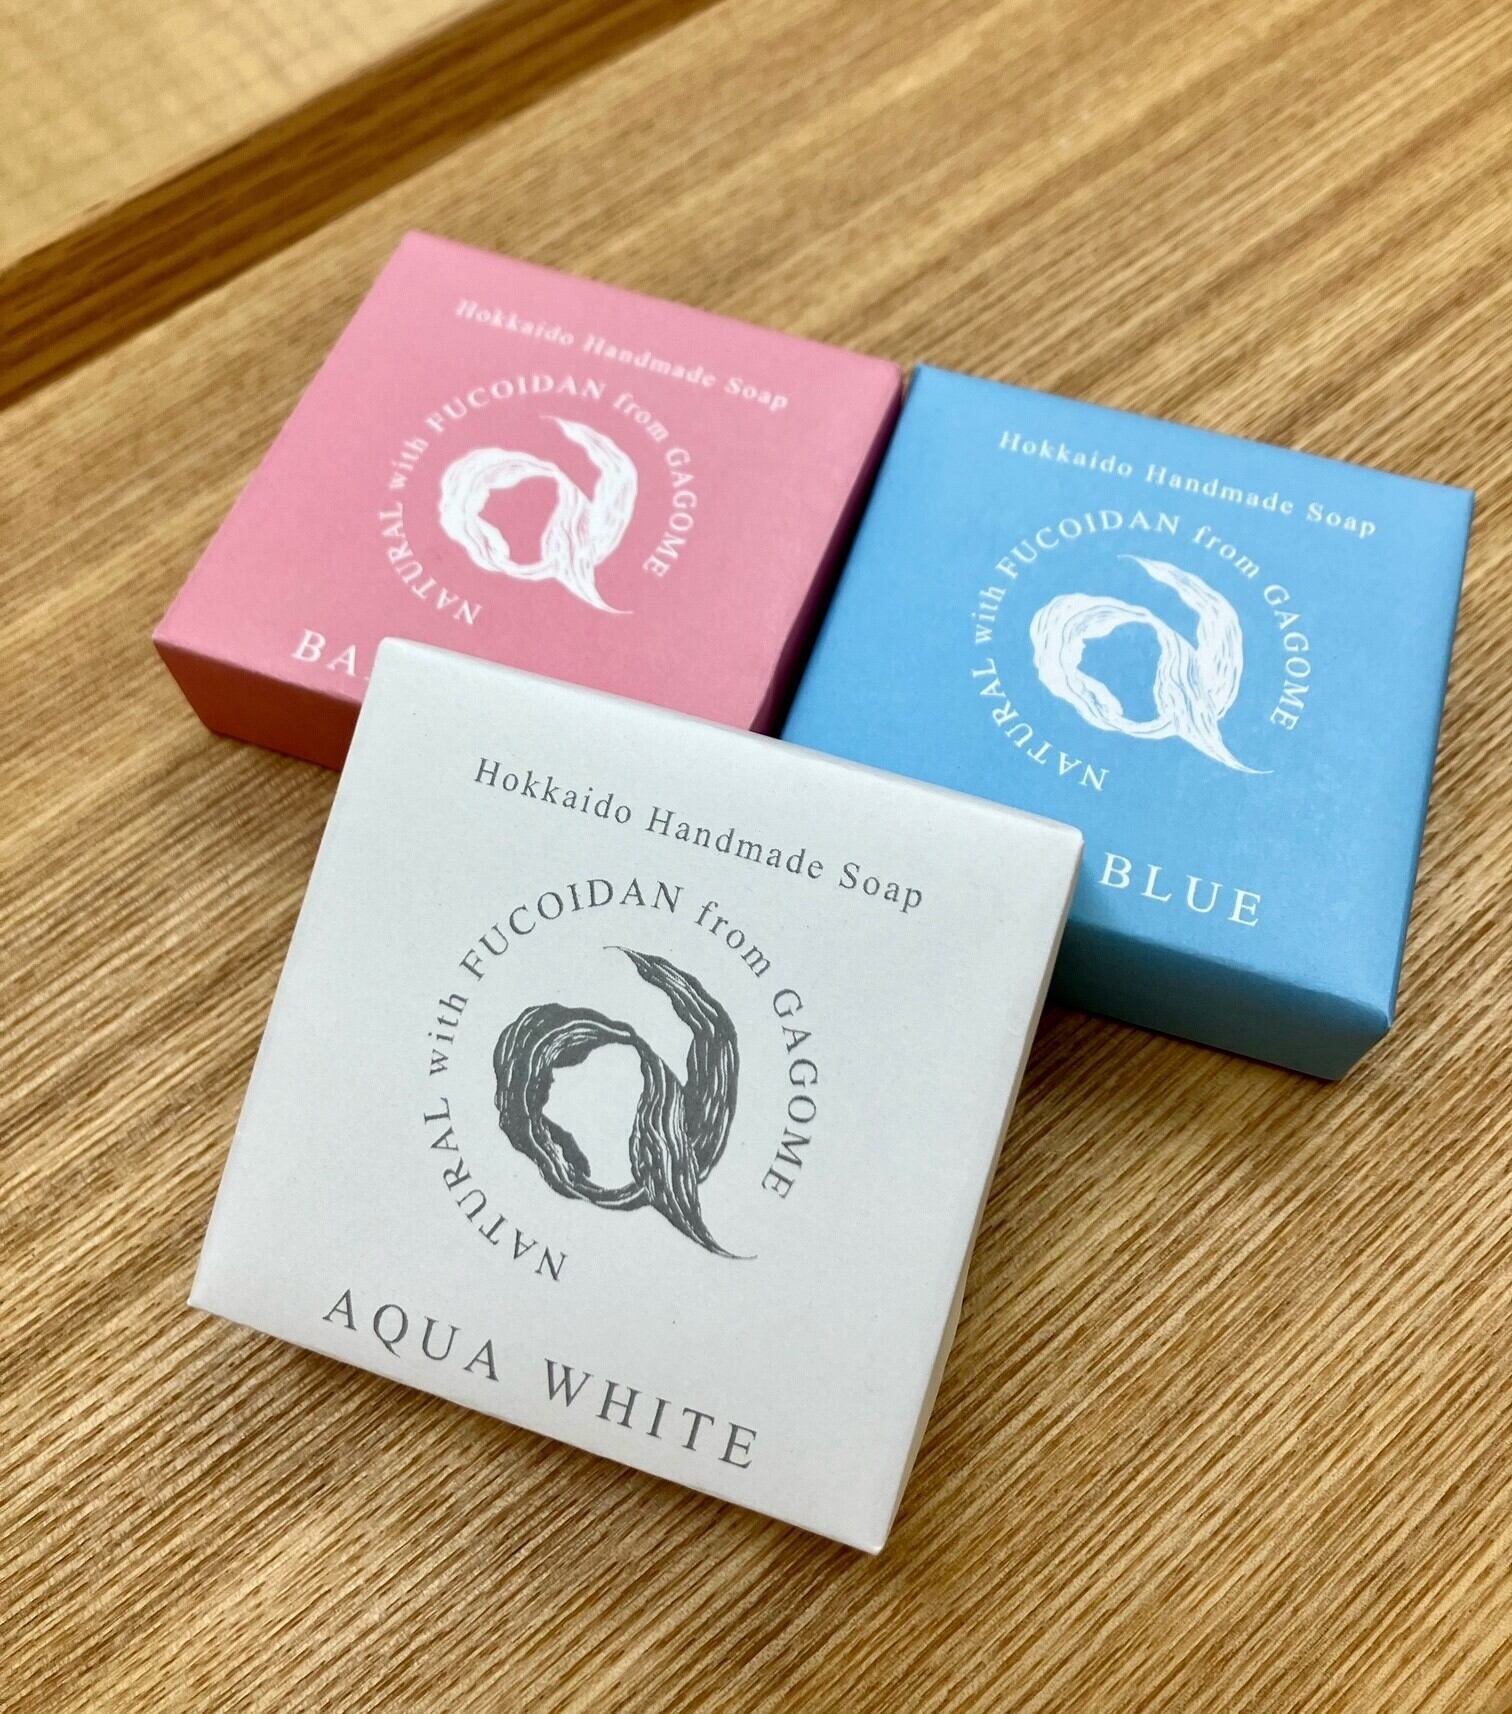 Hokkaido Handmade Soap
NATURAL with FUCOIDAN from GAGOME
Hokkaido Handmade Soap
NATURAL with FUCOIDAN from GAGOME
BLUE
Hokkaido Handmade Soap
NATURAL with FUCOIDAN from GAGOME
AQUA WHITE